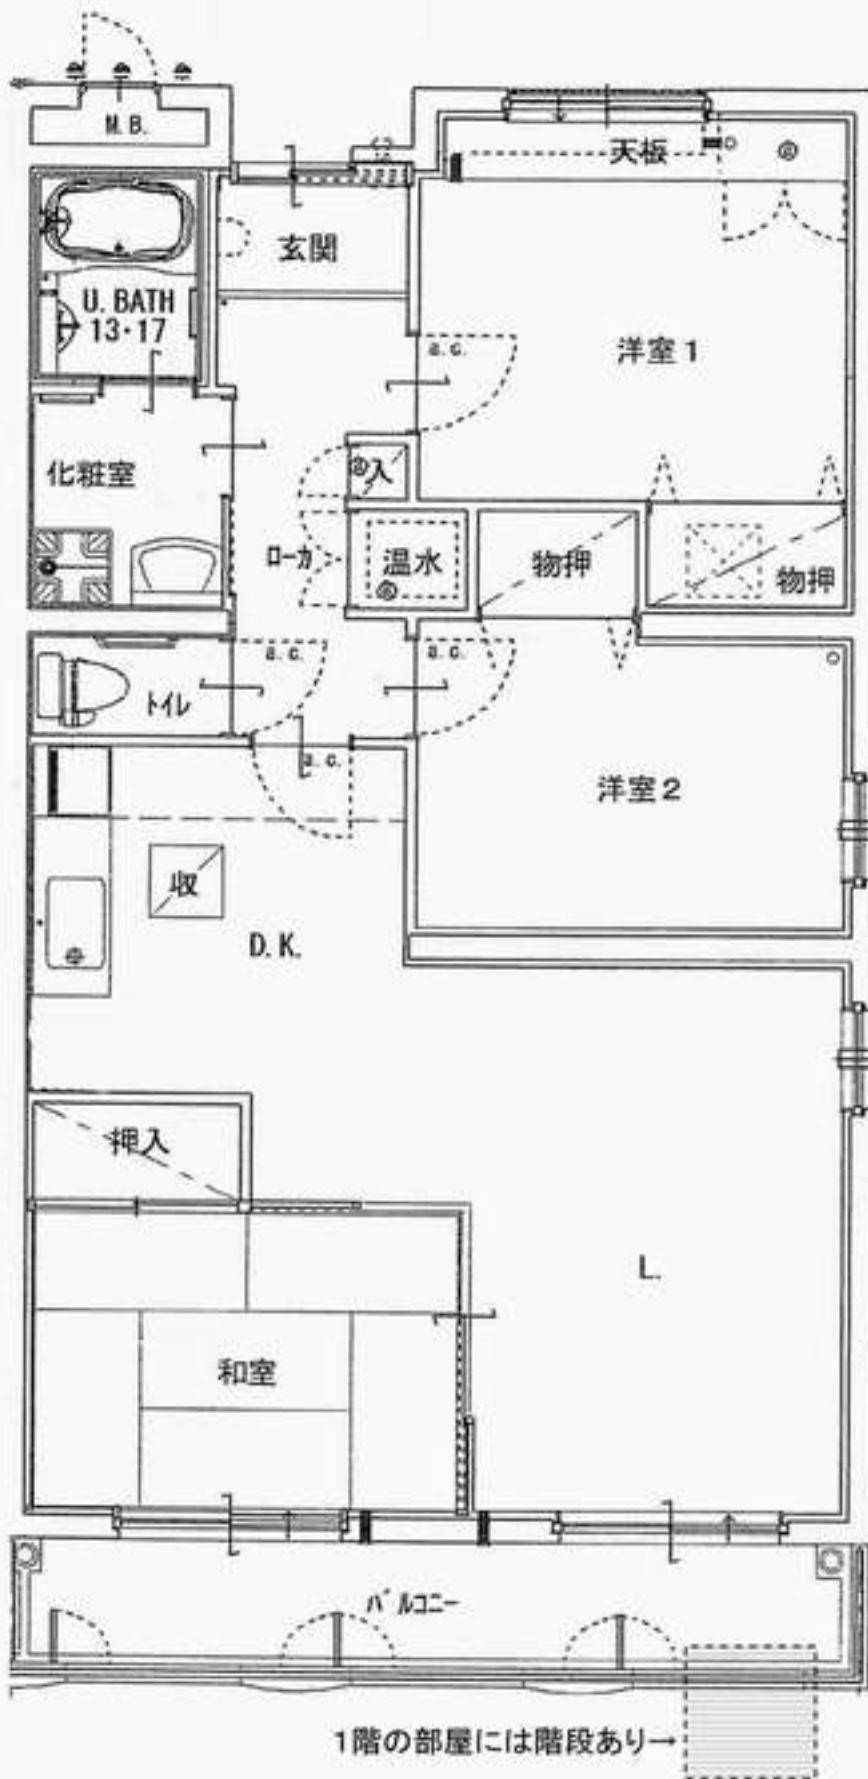 M.B.
天板
玄関
U. BATH
13・17
洋室1
a.c.
化粧室
入
ローカ
温水
物押
物押
a.c.
a.c.
トイレ
a.c.
洋室2
収
D.K.
押入
L.
和室
バルコニー
1階の部屋には階段あり→